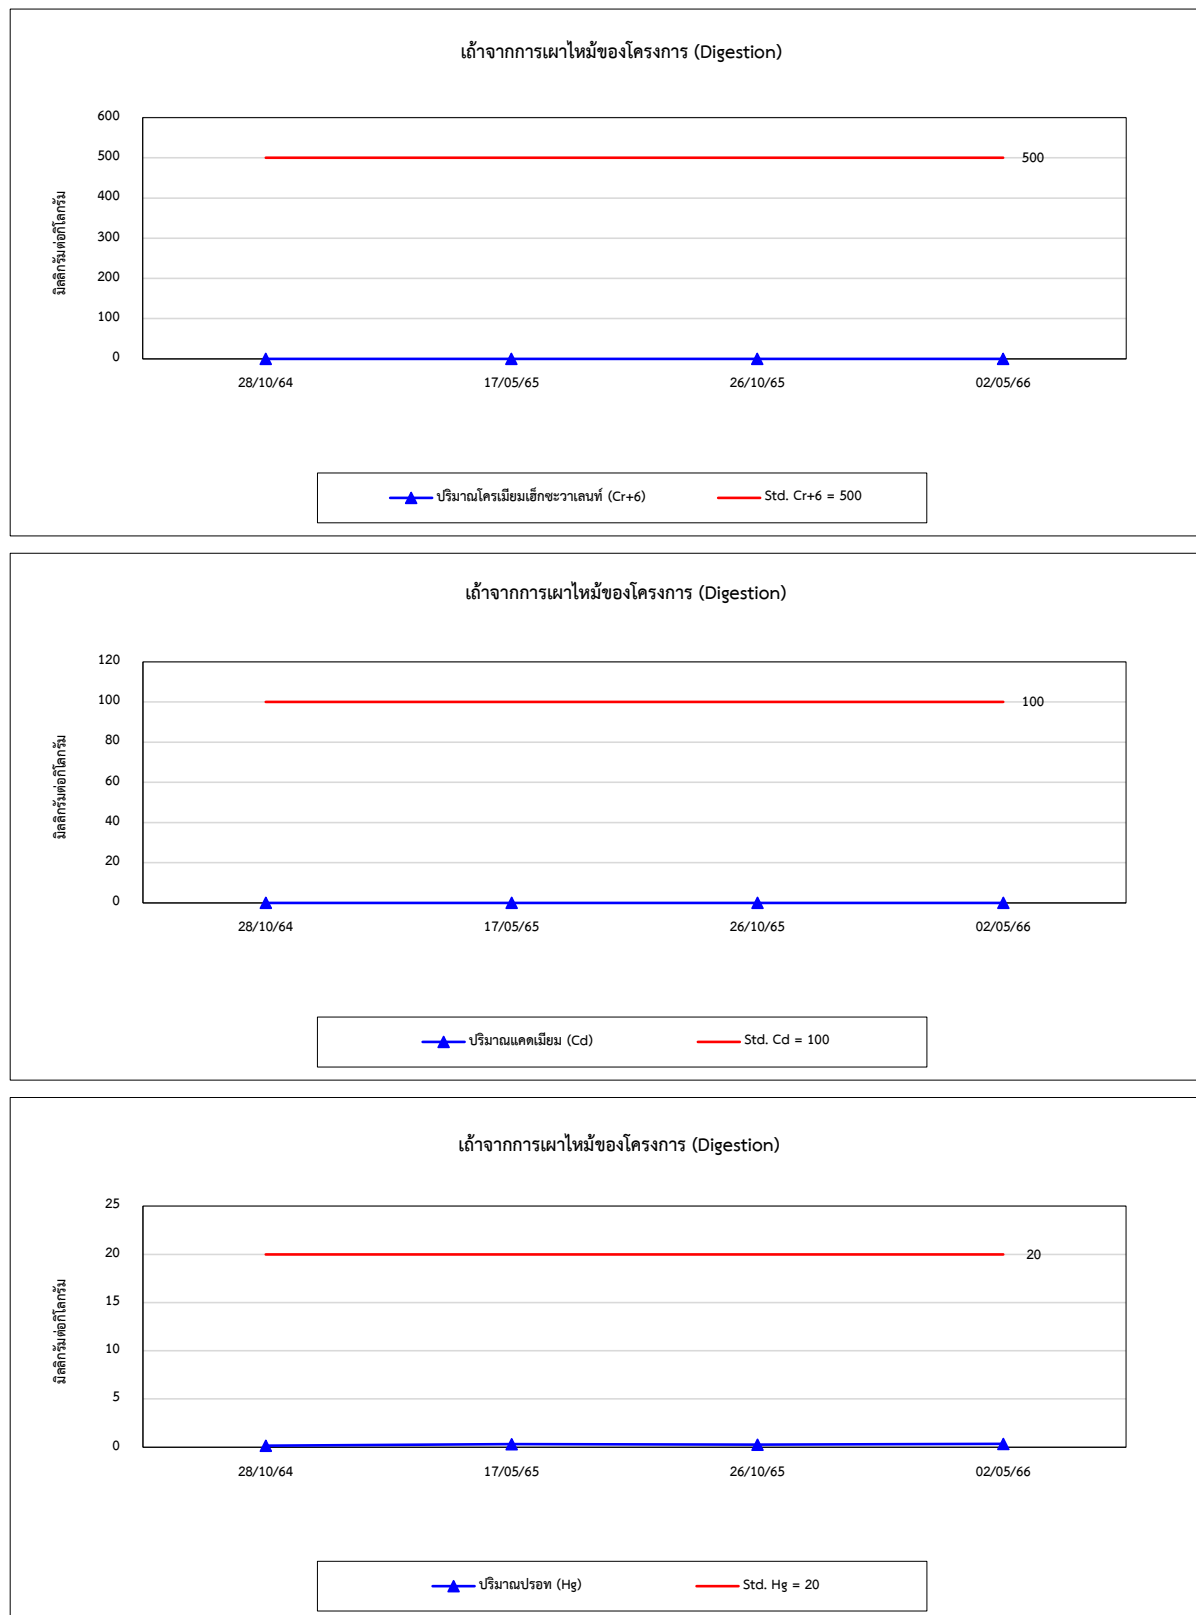 เถ้าจากการเผาไหม้ของโครงการ (Digestion)
มิลลิกรัมต่อกิโลกรัม
600
500
400
300
200
100
0
500
28/10/64 17/05/65 26/10/65 02/05/66
ปริมาณโครเมียมเฮ็กซะวาเลนท์ (Cr+6) Std. Cr+6 = 500
เถ้าจากการเผาไหม้ของโครงการ (Digestion)
มิลลิกรัมต่อกิโลกรัม
120
100
80
60
40
20
0
100
28/10/64 17/05/65 26/10/65 02/05/66
ปริมาณแคดเมียม (Cd) Std. Cd = 100
เถ้าจากการเผาไหม้ของโครงการ (Digestion)
มิลลิกรัมต่อกิโลกรัม
25
20
15
10
5
0
20
28/10/64 17/05/65 26/10/65 02/05/66
ปริมาณปรอท (Hg) Std. Hg = 20